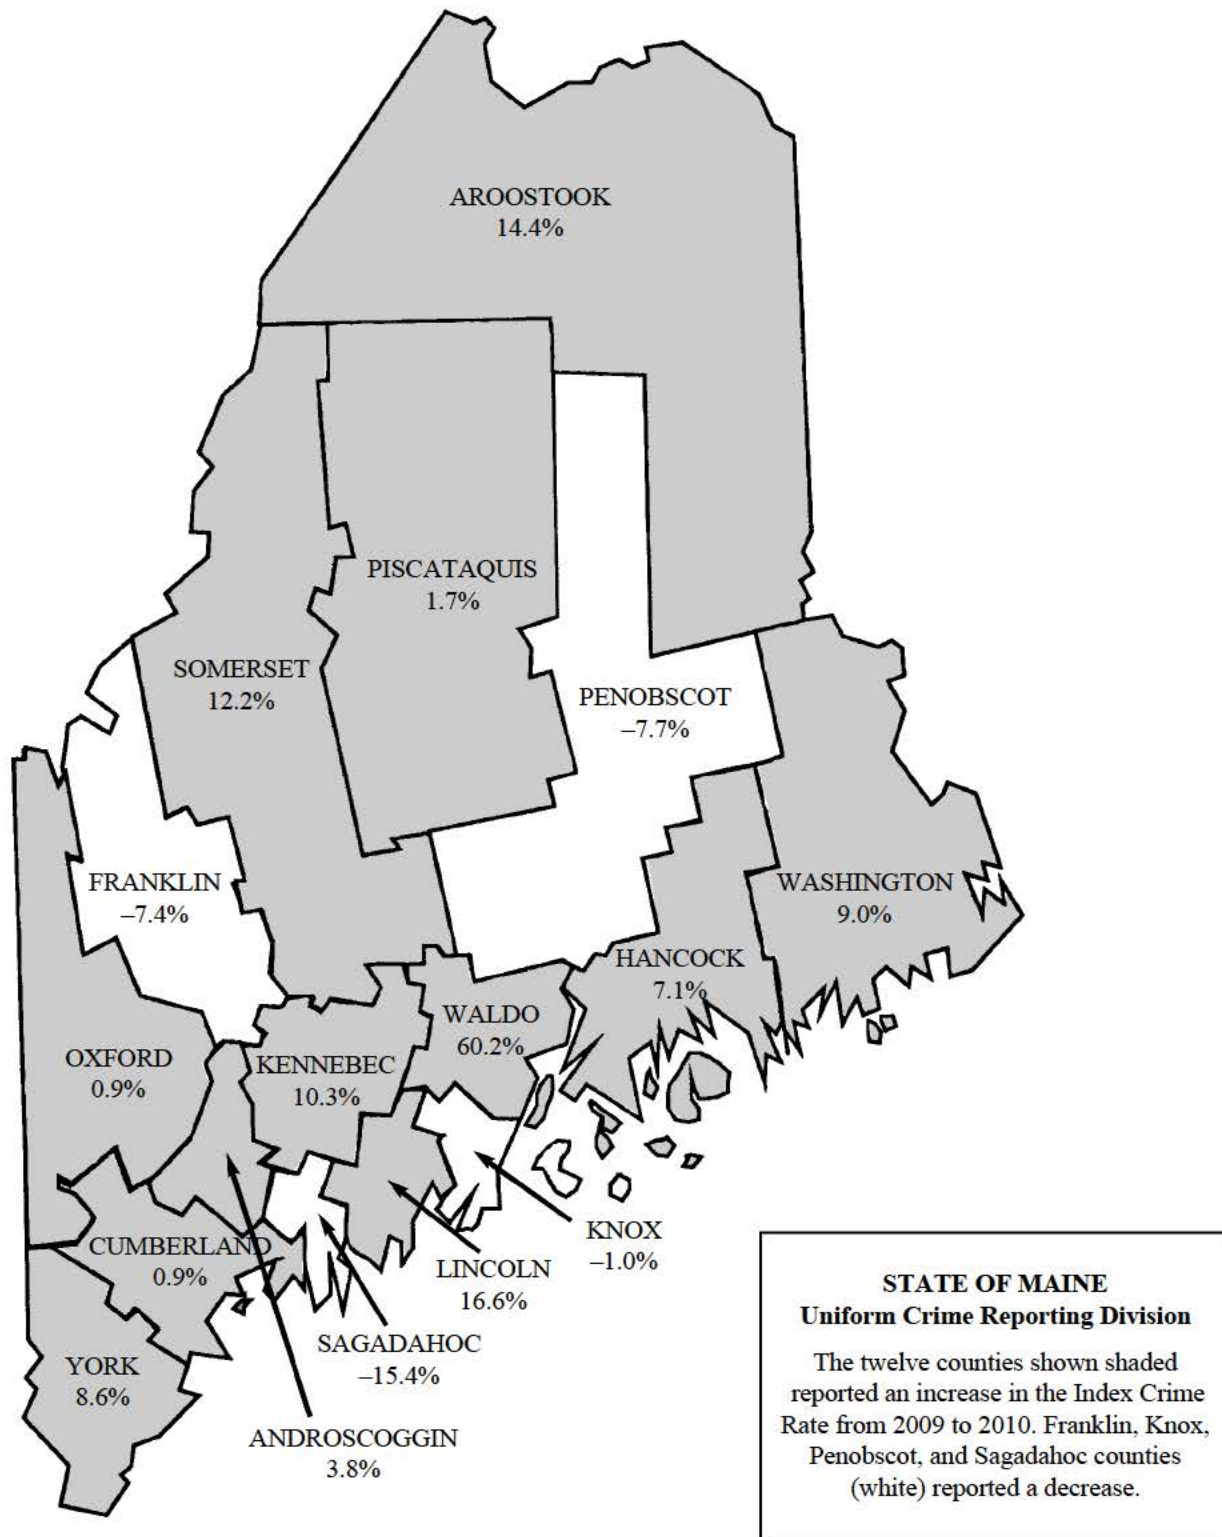 AROOSTOOK
14.4%
PISCATAQUIS
1.7%
SOMERSET
12.2%
PENOBSCOT
–7.7%
FRANKLIN
–7.4%
WASHINGTON
9.0%
HANCOCK
7.1%
WALDO
60.2%
OXFORD
0.9%
KENNEBEC
10.3%
KNOX
–1.0%
CUMBERLAND
0.9%
LINCOLN
16.6%
SAGADAHOC
–15.4%
YORK
8.6%
ANDROSCOGGIN
3.8%
STATE OF MAINE
Uniform Crime Reporting Division
The twelve counties shown shaded
reported an increase in the Index Crime
Rate from 2009 to 2010. Franklin, Knox,
Penobscot, and Sagadahoc counties
(white) reported a decrease.